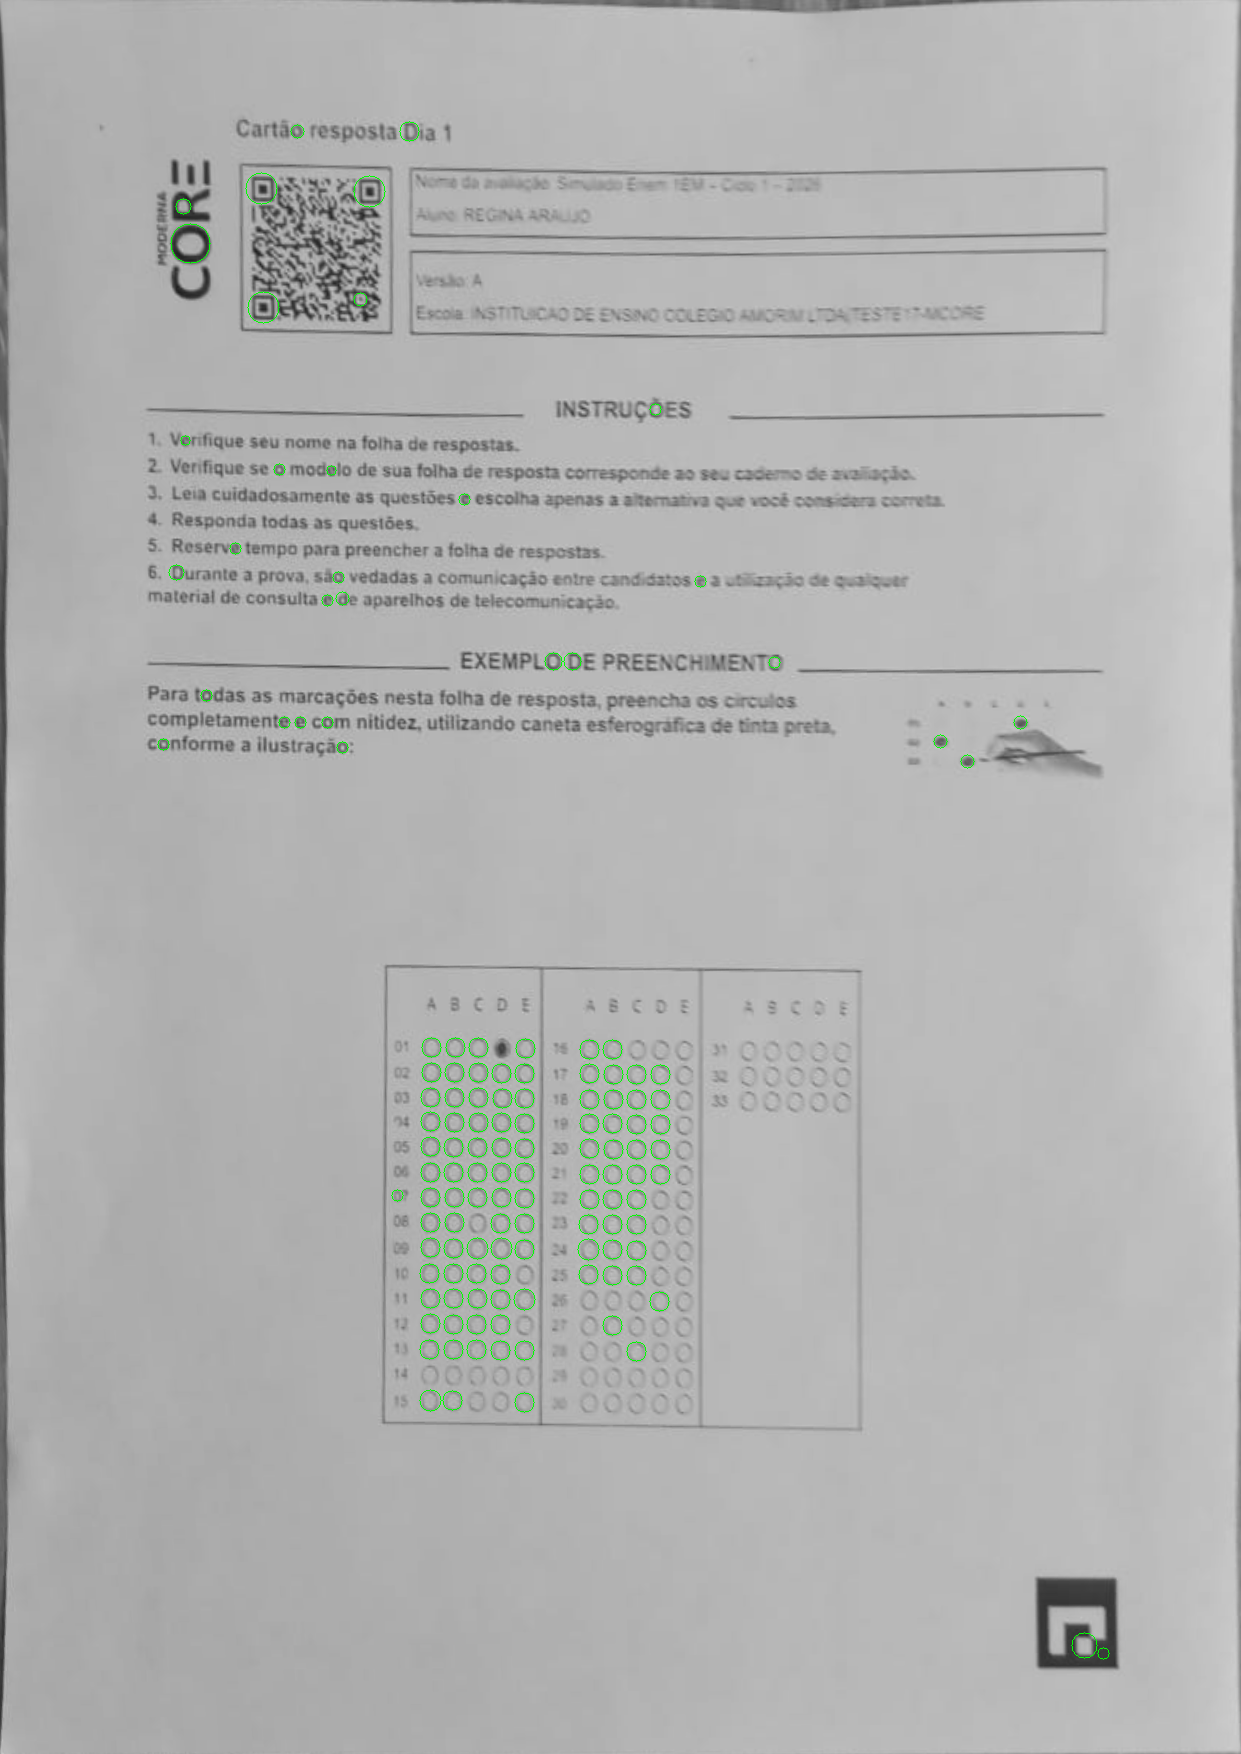 Cartão resposta Dia 1
MODERNA
CORE
Nome da avaliação: Simulado Enem 1EM - Ciclo 1 - 2026
Aluno: REGINA ARAUJO
Versão: A
Escola: INSTITUICAO DE ENSINO COLEGIO AMORIM LTDA/TESTE17-MCORE
INSTRUÇÕES
1. Verifique seu nome na folha de respostas.
2. Verifique se o modelo de sua folha de resposta corresponde ao seu caderno de avaliação.
3. Leia cuidadosamente as questões e escolha apenas a alternativa que você considera correta.
4. Responda todas as questões.
5. Reserve tempo para preencher a folha de respostas.
6. Durante a prova, são vedadas a comunicação entre candidatos e a utilização de qualquer
material de consulta e de aparelhos de telecomunicação.
EXEMPLO DE PREENCHIMENTO
Para todas as marcações nesta folha de resposta, preencha os círculos
completamente e com nitidez, utilizando caneta esferográfica de tinta preta,
conforme a ilustração:
A B C D E
01
02
03
04
05
06
07
08
09
10
11
12
13
14
15
A B C D E
16
17
18
19
20
21
22
23
24
25
26
27
28
29
30
A B C D E
31
32
33